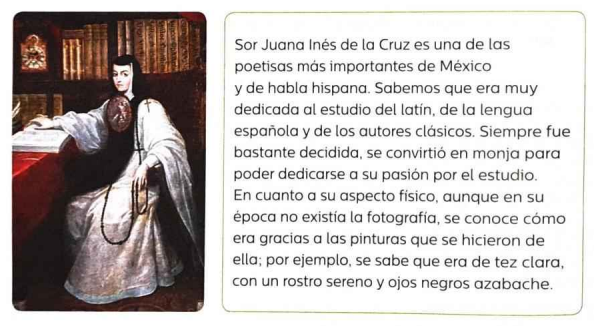 Sor Juana Inés de la Cruz es una de las
poetisas más importantes de México
y de habla hispana. Sabemos que era muy
dedicada al estudio del latín, de la lengua
española y de los autores clásicos. Siempre fue
bastante decidida, se convirtió en monja para
poder dedicarse a su pasión por el estudio.
En cuanto a su aspecto físico, aunque en su
época no existía la fotografía, se conoce cómo
era gracias a las pinturas que se hicieron de
ella; por ejemplo, se sabe que era de tez clara,
con un rostro sereno y ojos negros azabache.